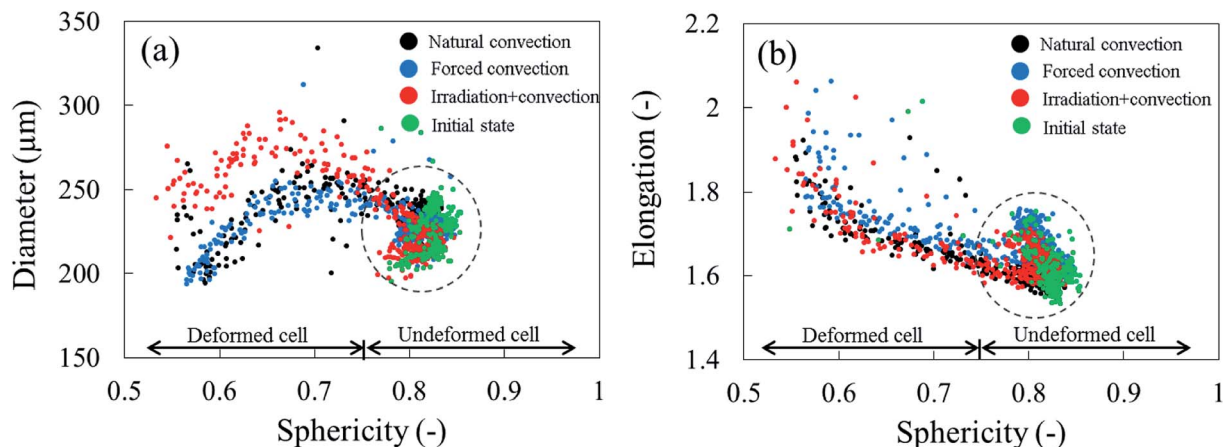 350
300
250
200
150
Diameter (μm)
(a)
Natural convection
Forced convection
Irradiation+convection
Initial state
Deformed cell
Undeformed cell
0.5
0.6
0.7
0.8
0.9
1
Sphericity (-)
2.2
2
1.8
1.6
1.4
Elongation (-)
(b)
Natural convection
Forced convection
Irradiation+convection
Initial state
Deformed cell
Undeformed cell
0.5
0.6
0.7
0.8
0.9
1
Sphericity (-)